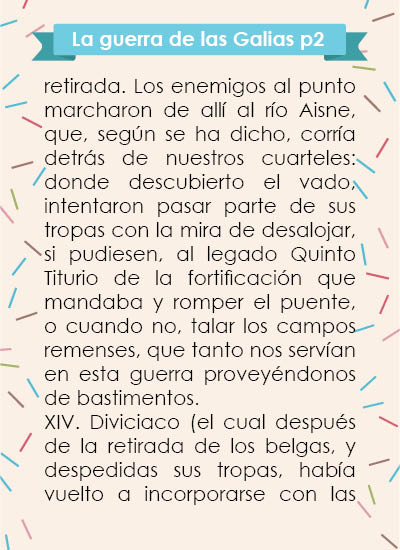 La guerra de las Galias p2
retirada. Los enemigos al punto
marcharon de allí al río Aisne,
que, según se ha dicho, corría
detrás de nuestros cuarteles:
donde descubierto el vado,
intentaron pasar parte de sus
tropas con la mira de desalojar,
si pudiesen, al legado Quinto
Titurio de la fortificación que
mandaba y romper el puente,
o cuando no, talar los campos
remenses, que tanto nos servían
en esta guerra proveyéndonos
de bastimentos.
XIV. Diviciaco (el cual después
de la retirada de los belgas, y
despedidas sus tropas, había
vuelto a incorporarse con las